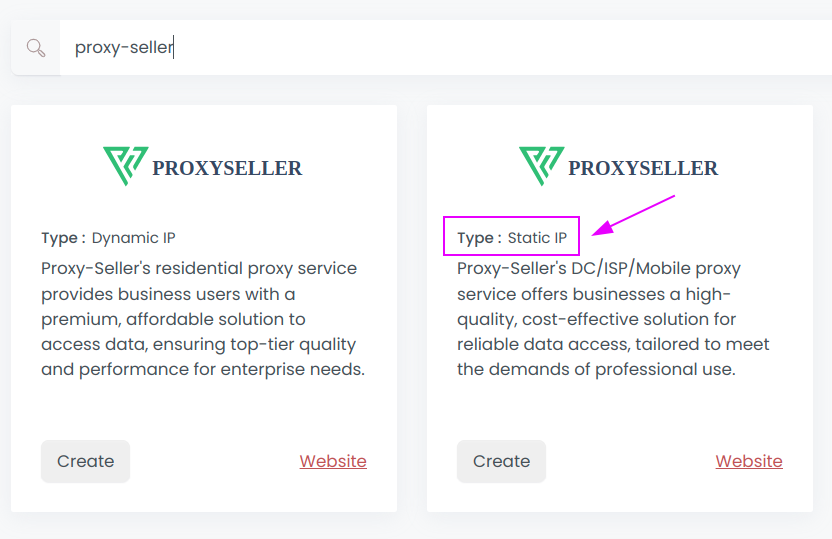 proxy-seller
PROXYSELLER
Type : Dynamic IP
Proxy-Seller's residential proxy service
provides business users with a
premium, affordable solution to
access data, ensuring top-tier quality
and performance for enterprise needs.
Create
Website
PROXYSELLER
Type : Static IP
Proxy-Seller's DC/ISP/Mobile proxy
service offers businesses a high-
quality, cost-effective solution for
reliable data access, tailored to meet
the demands of professional use.
Create
Website